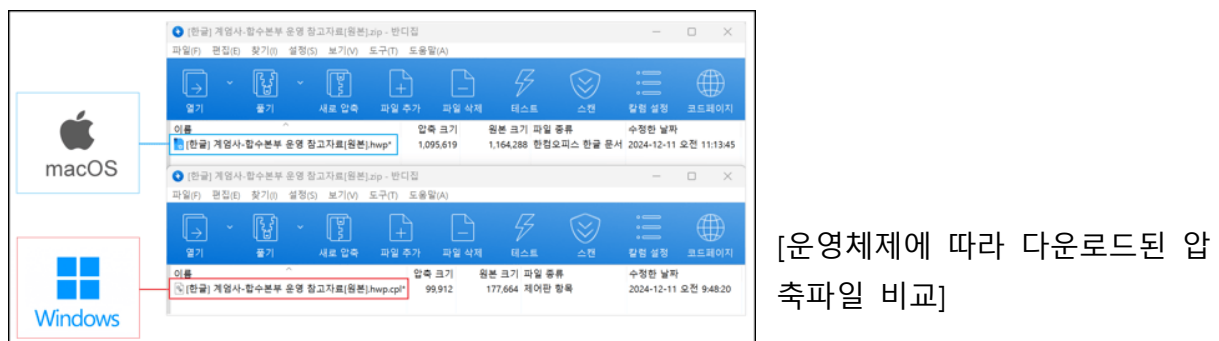 [한글] 계엄사-합수본부 운영 참고자료[원본].zip - 반디집
파일(F) 편집(E) 찾기(I) 설정(S) 보기(V) 도구(T) 도움말(A)
열기 풀기 새로 압축 파일 추가 파일 삭제 테스트 스캔 칼럼 설정 코드페이지
이름 압축 크기 원본 크기 파일 종류 수정한 날짜
[한글] 계엄사-합수본부 운영 참고자료[원본].hwp* 1,095,619 1,164,288 한컴오피스 한글 문서 2024-12-11 오전 11:13:45
macOS
[한글] 계엄사-합수본부 운영 참고자료[원본].zip - 반디집
파일(F) 편집(E) 찾기(I) 설정(S) 보기(V) 도구(T) 도움말(A)
열기 풀기 새로 압축 파일 추가 파일 삭제 테스트 스캔 칼럼 설정 코드페이지
이름 압축 크기 원본 크기 파일 종류 수정한 날짜
[한글] 계엄사-합수본부 운영 참고자료[원본].hwp.cpl* 99,912 177,664 제어판 항목 2024-12-11 오전 9:48:20
Windows
[운영체제에 따라 다운로드된 압
축파일 비교]